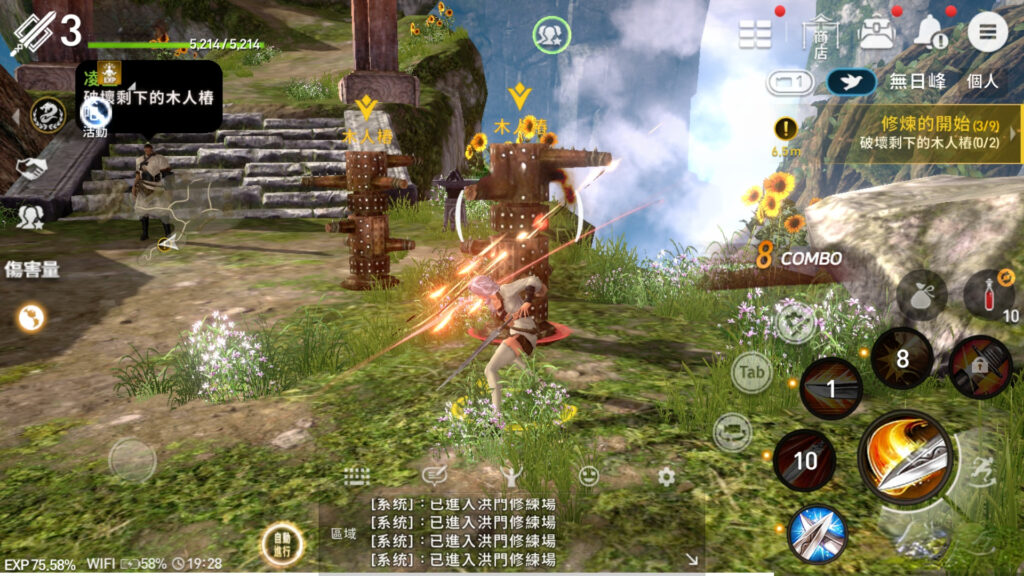 3
5,214/5,214
商店
凌
破壞剩下的木人樁
活動
1
無日峰
個人
修煉的開始(3/9)
破壞剩下的木人樁(0/2)
6.5m
木人樁
木人樁
傷害量
8 COMBO
10
Tab
8
1
10
自動進行
區域
[系统]：已進入洪門修練場
[系统]：已進入洪門修練場
[系统]：已進入洪門修練場
[系统]：已進入洪門修練場
EXP 75.58%
WIFI
58%
19:28